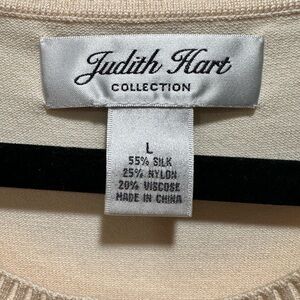 Judith Hart
COLLECTION
L
55% SILK
25% NYLON
20% VISCOSE
MADE IN CHINA